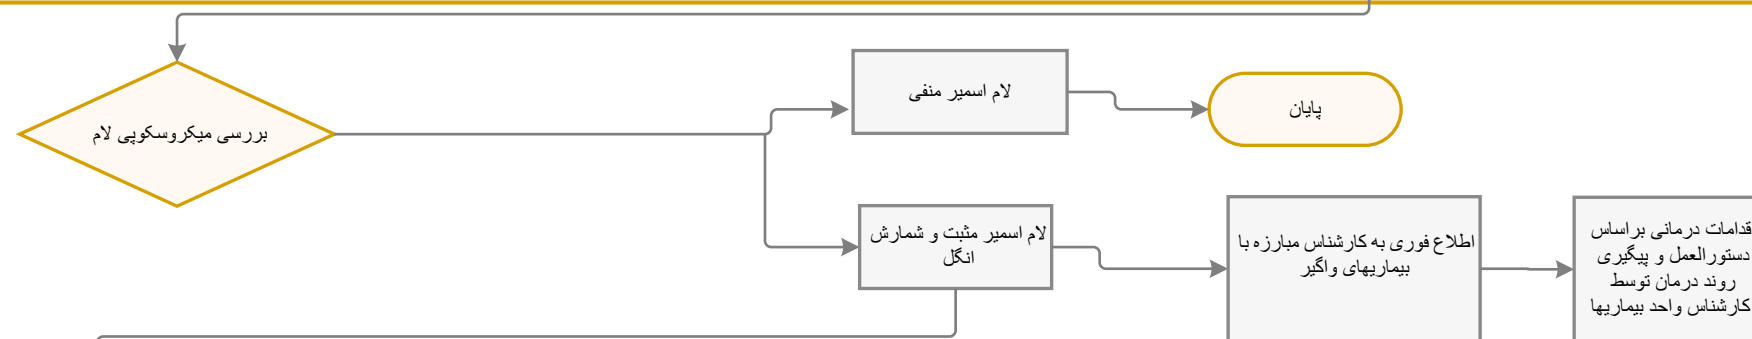 بررسی میکروسکوپی لام
لام اسمیر منفی
پایان
لام اسمیر مثبت و شمارش
انگل
اطلاع فوری به کارشناس مبارزه با
بیماریهای واگیر
قدامات درمانی براساس
دستورالعمل و پیگیری
روند درمان توسط
کارشناس واحد بیماریها